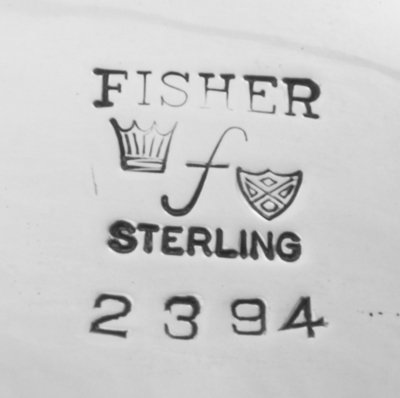 FISHER
f
STERLING
2394